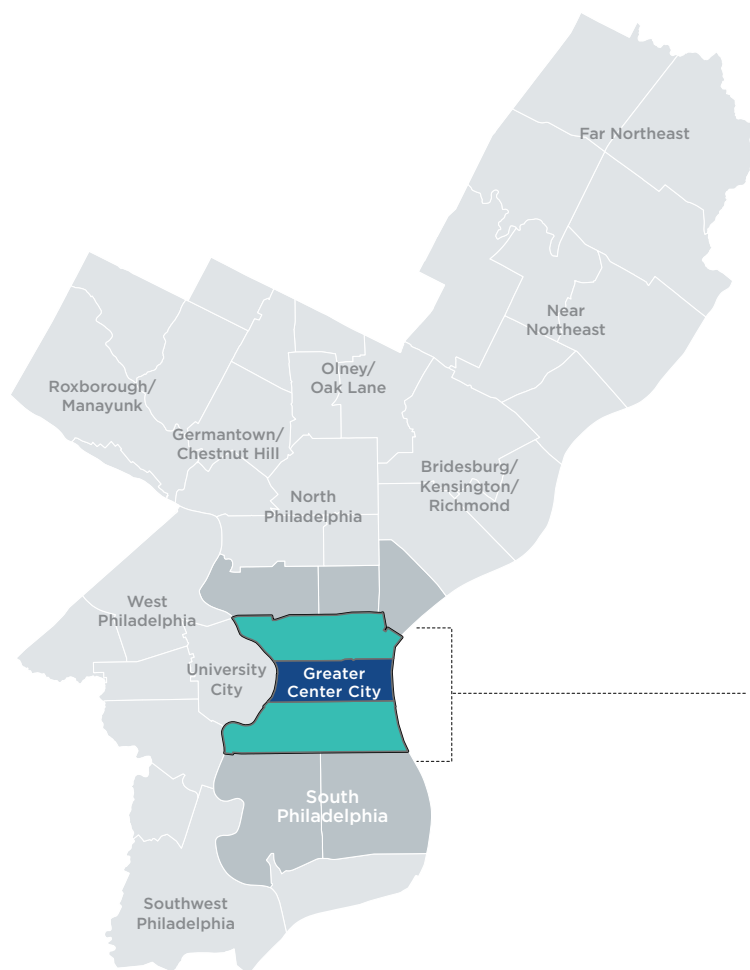 Far Northeast
Near
Northeast
Olney/
Oak Lane
Roxborough/
Manayunk
Germantown/
Chestnut Hill
Bridesburg/
Kensington/
Richmond
North
Philadelphia
West
Philadelphia
University
City
Greater
Center City
South
Philadelphia
Southwest
Philadelphia